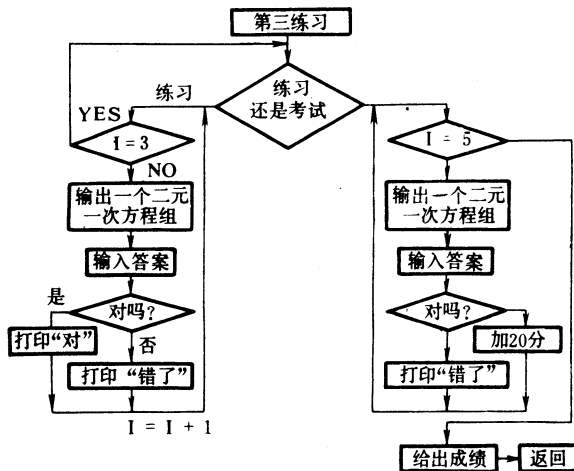 第三练习
练习
还是考试
练习
YES
I=3
NO
输出一个二元
一次方程组
输入答案
对吗?
是
打印“对”
否
打印“错了”
I = I + 1
I = 5
输出一个二元
一次方程组
输入答案
对吗?
加20分
打印“错了”
给出成绩
返回